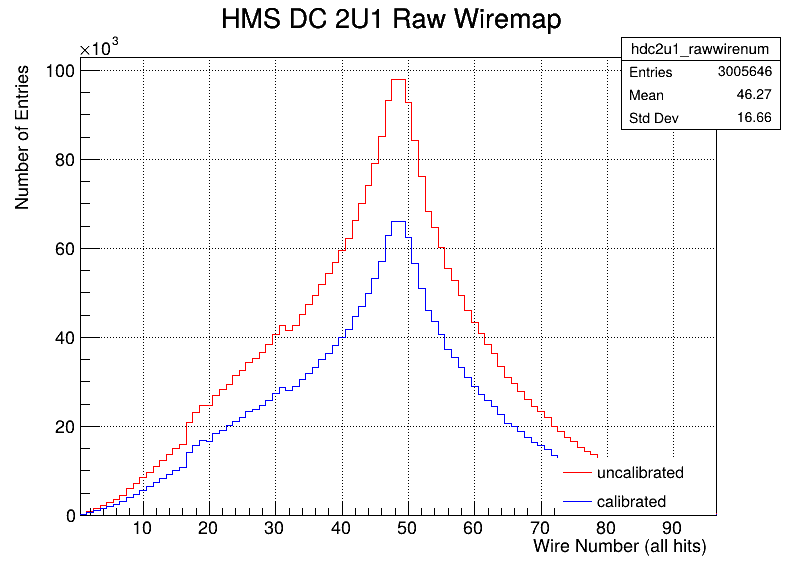 HMS DC 2U1 Raw Wiremap
×10³
hdc2u1_rawwirenum
Entries 3005646
Mean 46.27
Std Dev 16.66
Number of Entries
100
80
60
40
20
0
uncalibrated
calibrated
10 20 30 40 50 60 70 80 90
Wire Number (all hits)